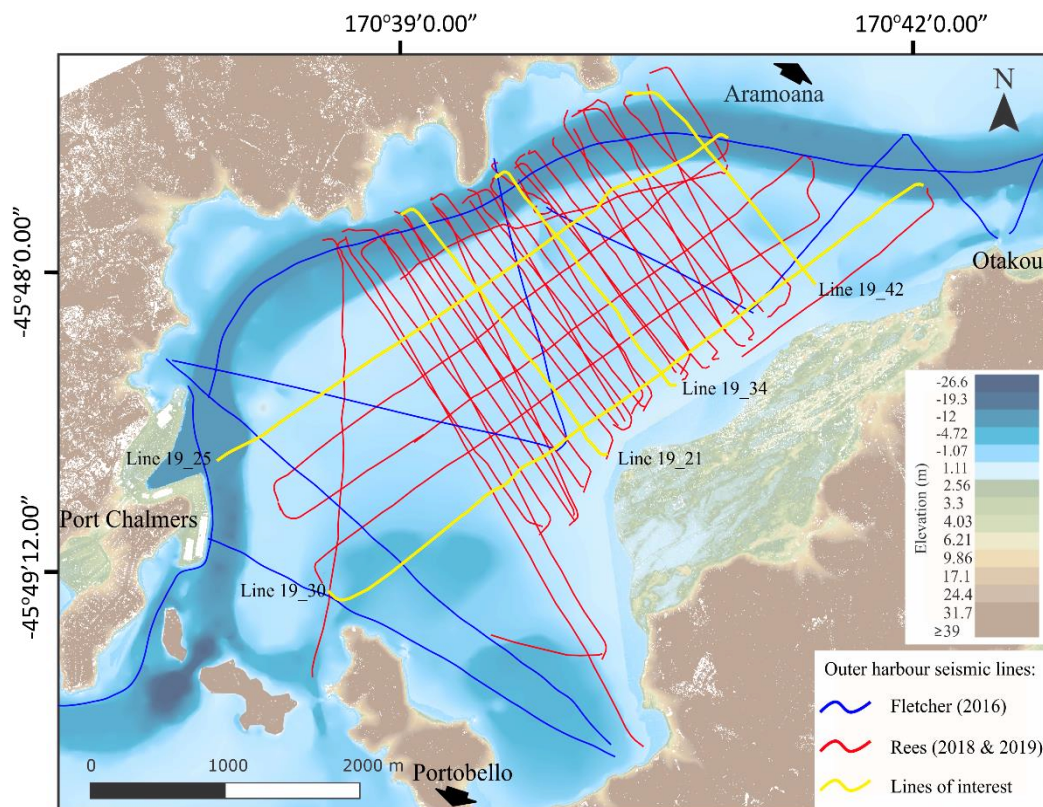 170°39’0.00”
170°42’0.00”
N
Aramoana
-45°48’0.00”
Otakou
Line 19_42
Line 19_34
Line 19_21
Line 19_25
Port Chalmers
-45°49’12.00”
Line 19_30
Portobello
Elevation (m)
-26.6
-19.3
-12
-4.72
-1.07
1.11
2.56
3.3
4.03
6.21
9.86
17.1
24.4
31.7
≥39
Outer harbour seismic lines:
Fletcher (2016)
Rees (2018 & 2019)
Lines of interest
0 1000 2000 m